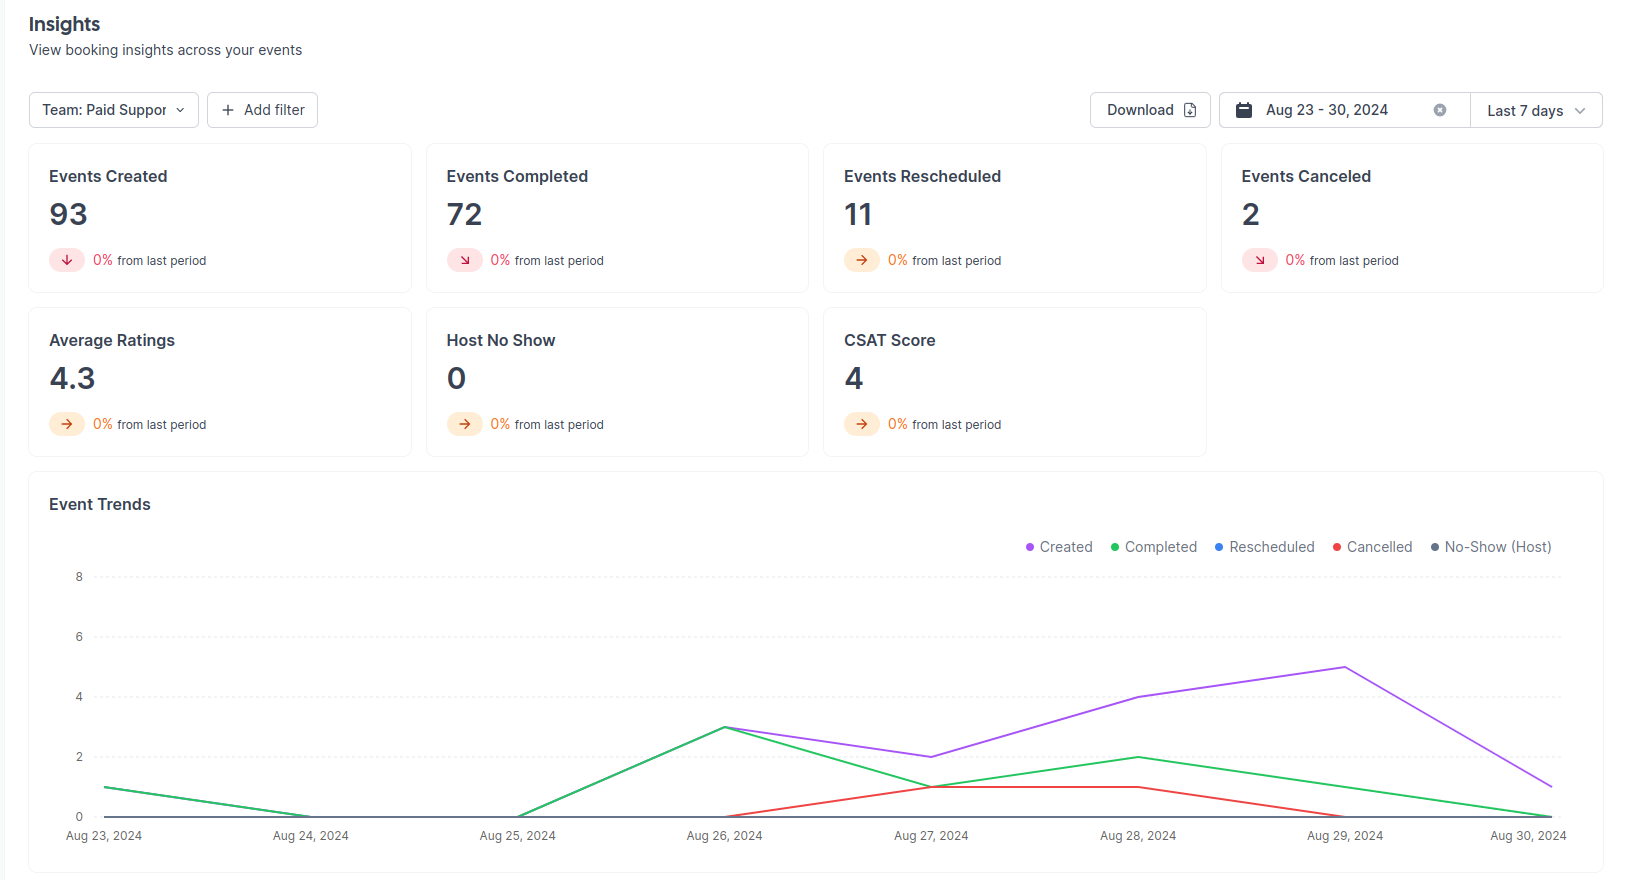 Insights
View booking insights across your events
Team: Paid Suppor
Add filter
Download
Aug 23 - 30, 2024
Last 7 days
Events Created
93
0% from last period
Events Completed
72
0% from last period
Events Rescheduled
11
0% from last period
Events Canceled
2
0% from last period
Average Ratings
4.3
0% from last period
Host No Show
0
0% from last period
CSAT Score
4
0% from last period
Event Trends
Created Completed Rescheduled Cancelled No-Show (Host)
8
6
4
2
0
Aug 23, 2024 Aug 24, 2024 Aug 25, 2024 Aug 26, 2024 Aug 27, 2024 Aug 28, 2024 Aug 29, 2024 Aug 30, 2024